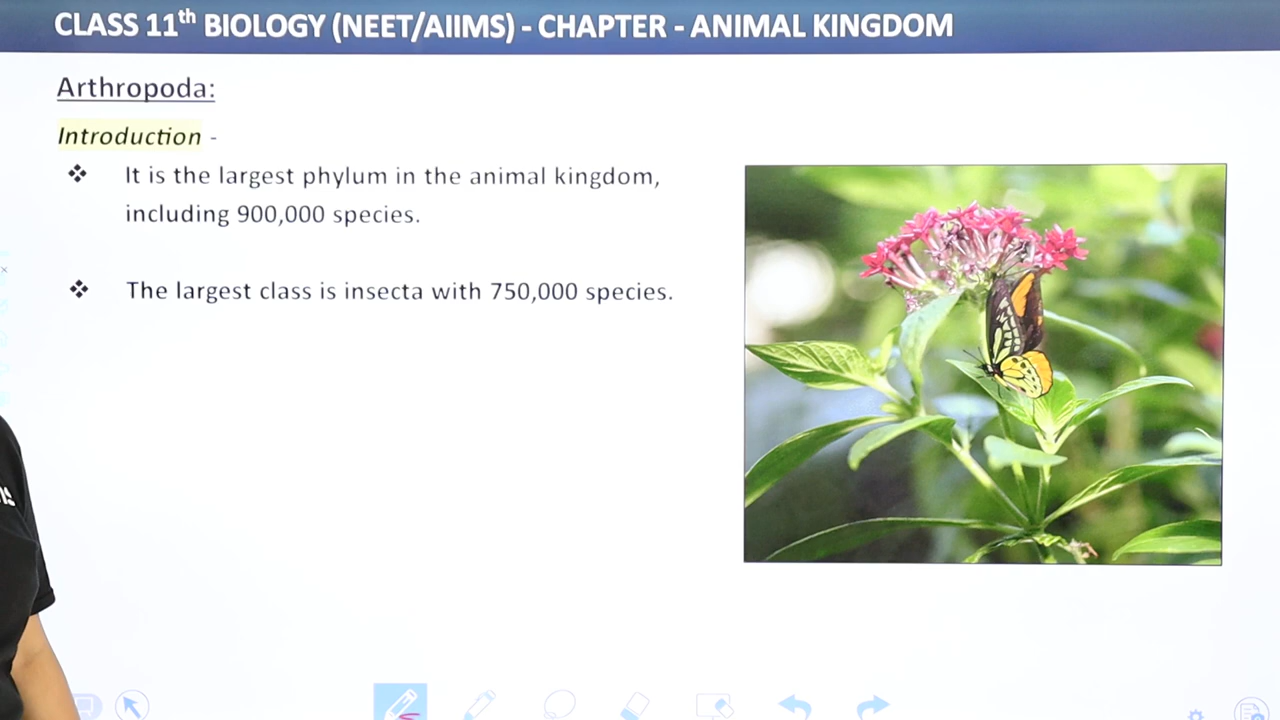 CLASS 11th BIOLOGY (NEET/AIIMS) - CHAPTER - ANIMAL KINGDOM
Arthropoda:
Introduction -
❖ It is the largest phylum in the animal kingdom,
including 900,000 species.
❖ The largest class is insecta with 750,000 species.